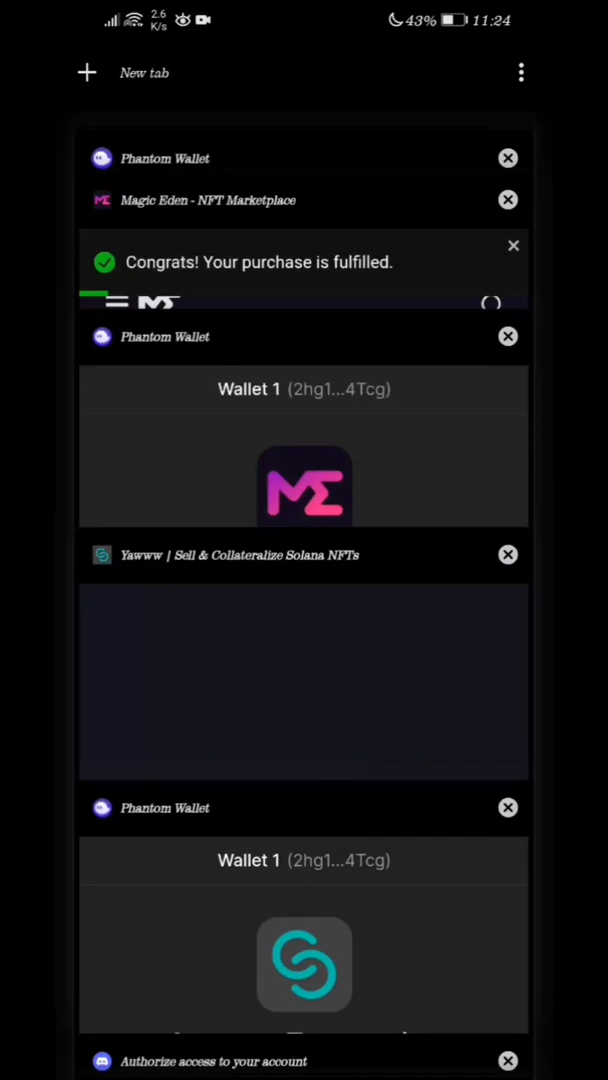 2.6
K/s
43%
11:24
New tab
Phantom Wallet
Magic Eden - NFT Marketplace
Congrats! Your purchase is fulfilled.
Phantom Wallet
Wallet 1 (2hg1...4Tcg)
ME
Yawww | Sell & Collateralize Solana NFTs
Phantom Wallet
Wallet 1 (2hg1...4Tcg)
Authorize access to your account